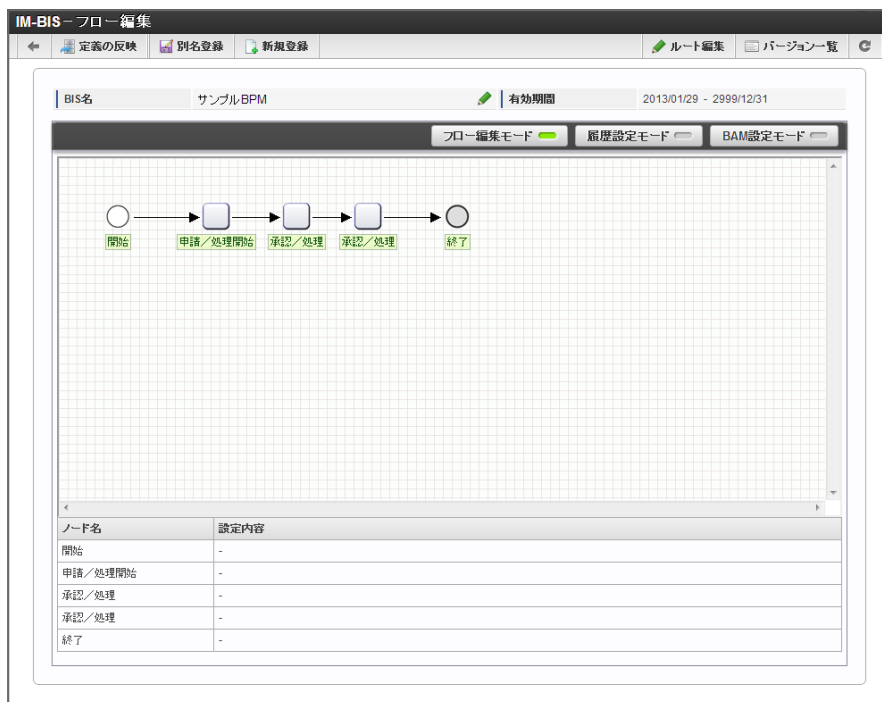 IM-BIS－フロー編集
定義の反映 別名登録 新規登録 ルート編集 バージョン一覧
BIS名 サンプルBPM 有効期間 2013/01/29 - 2999/12/31
フロー編集モード 履歴設定モード BAM設定モード
開始 申請／処理開始 承認／処理 承認／処理 終了
ノード名 設定内容
開始 -
申請／処理開始 -
承認／処理 -
承認／処理 -
終了 -